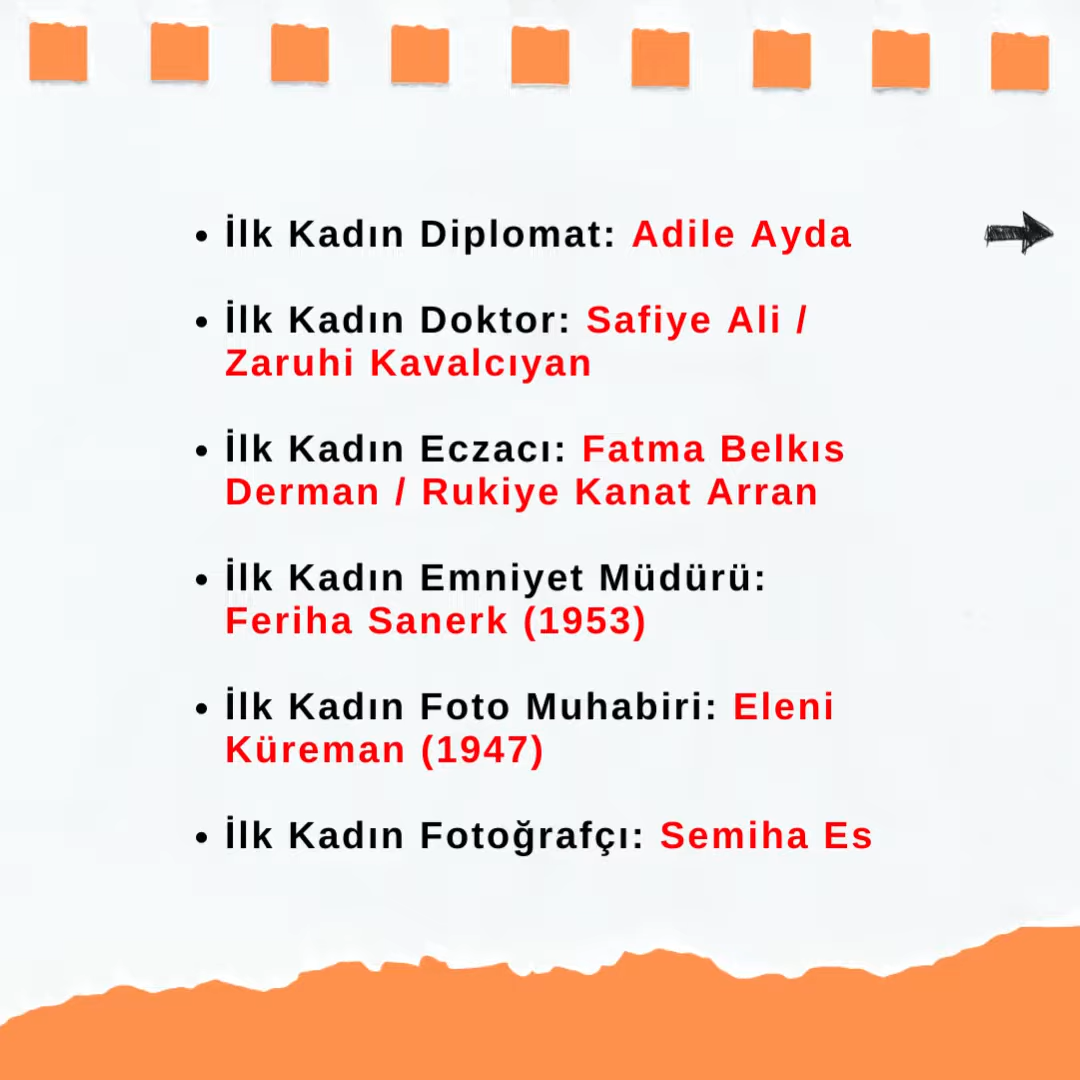 • İlk Kadın Diplomat: Adile Ayda
• İlk Kadın Doktor: Safiye Ali /
Zaruhi Kavalcıyan
• İlk Kadın Eczacı: Fatma Belkıs
Derman / Rukiye Kanat Arran
• İlk Kadın Emniyet Müdürü:
Feriha Sanerk (1953)
• İlk Kadın Foto Muhabiri: Eleni
Küreman (1947)
• İlk Kadın Fotoğrafçı: Semiha Es